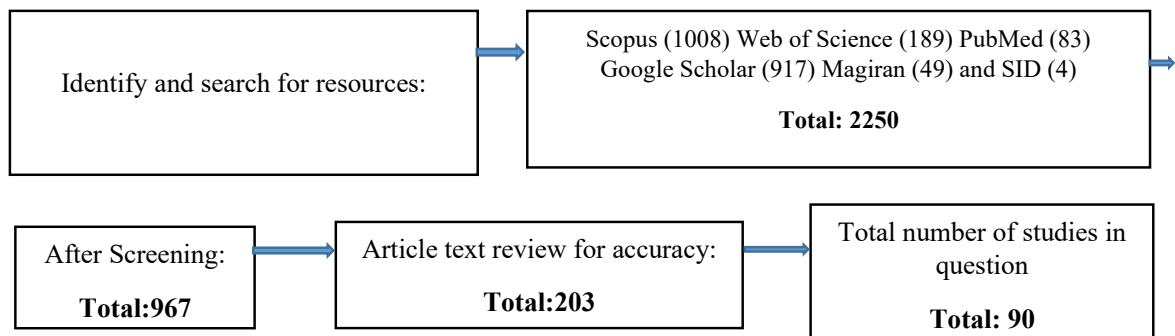 Identify and search for resources:
Scopus (1008) Web of Science (189) PubMed (83)
Google Scholar (917) Magiran (49) and SID (4)
Total: 2250
After Screening:
Total:967
Article text review for accuracy:
Total:203
Total number of studies in
question
Total: 90